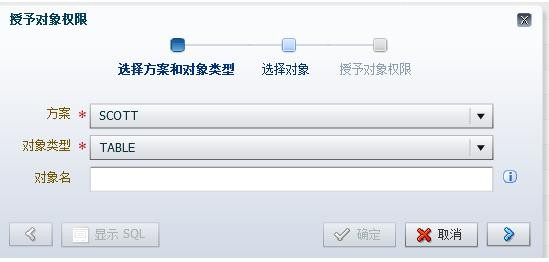 授予对象权限
选择方案和对象类型 选择对象 授予对象权限
方案 * SCOTT
对象类型 * TABLE
对象名
显示 SQL 确定 取消